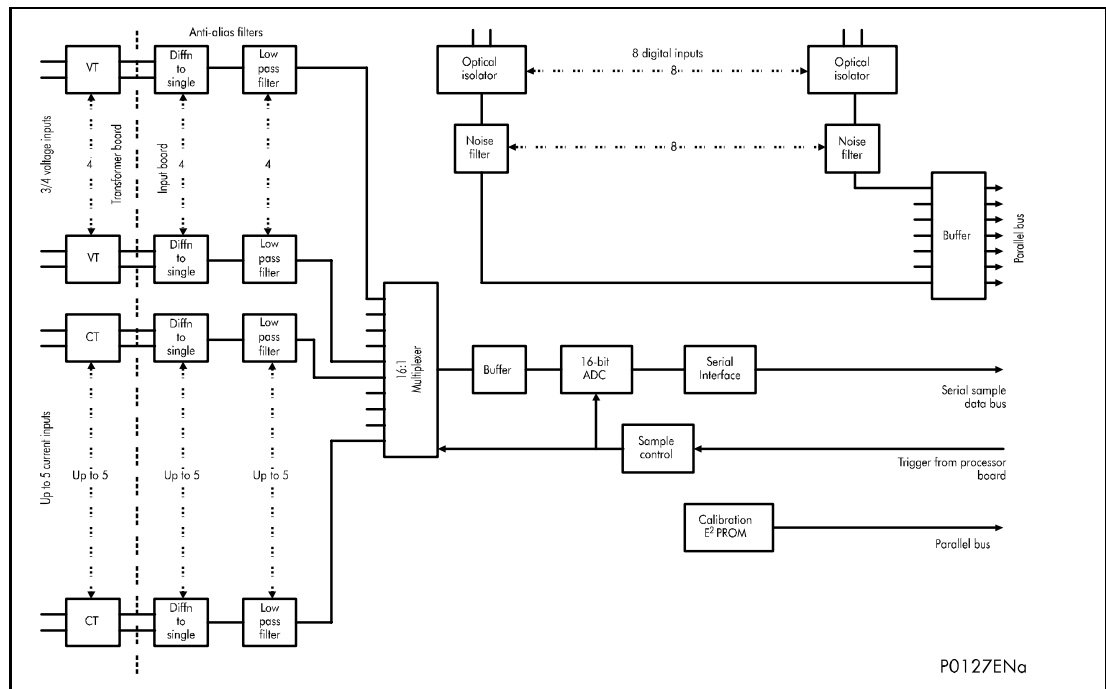 Anti-alias filters
VT
Diffn
to
single
Low
pass
filter
3/4 voltage inputs
4
Transformer board
Input board
4
4
VT
Diffn
to
single
Low
pass
filter
CT
Diffn
to
single
Low
pass
filter
Up to 5 current inputs
Up to 5
Up to 5
Up to 5
CT
Diffn
to
single
Low
pass
filter
16:1
Multiplexer
Optical
isolator
8 digital inputs
8
Optical
isolator
Noise
filter
8
Noise
filter
Buffer
Parallel bus
Buffer
16-bit
ADC
Serial
Interface
Serial sample
data bus
Sample
control
Trigger from processor
board
Calibration
E² PROM
Parallel bus
P0127ENa